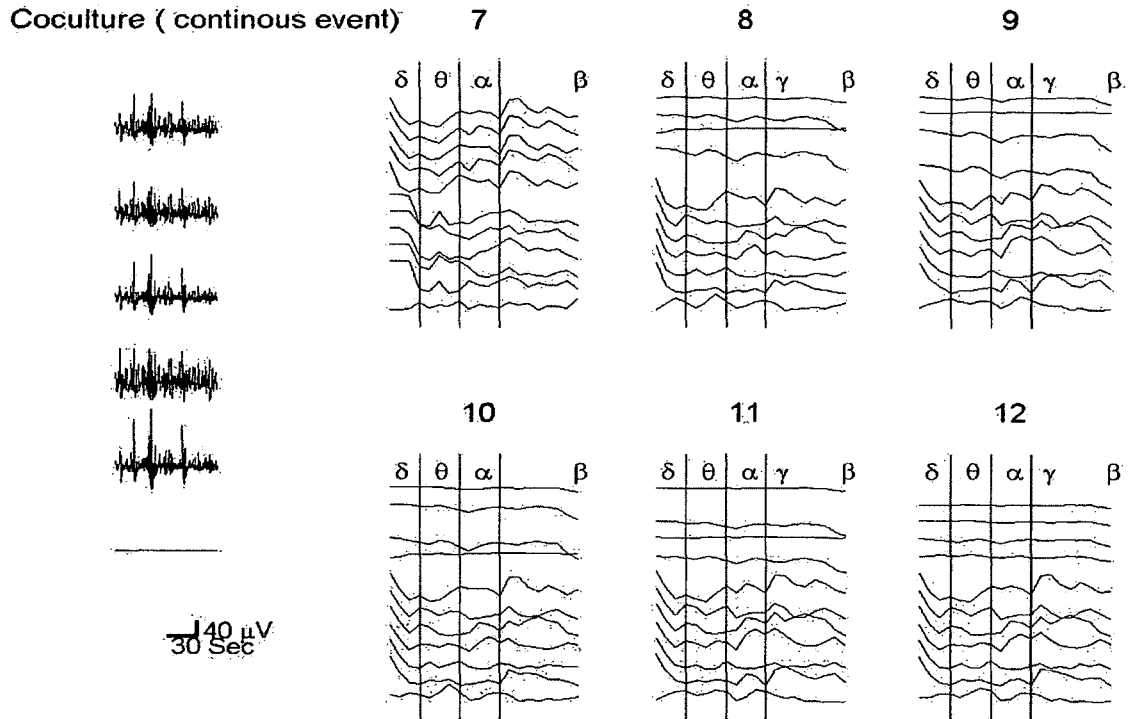 Coculture ( continous event) 7 8 9
δ θ α β δ θ α γ β δ θ α γ β
10 11 12
δ θ α β δ θ α γ β δ θ α γ β
40 μV
30 Sec